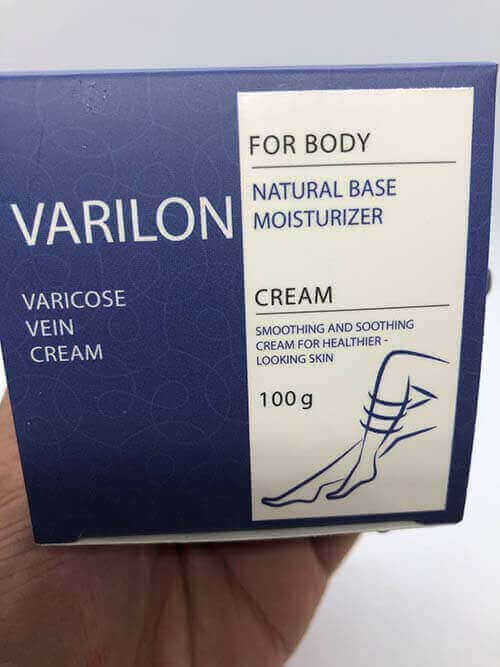 VARILON
VARICOSE
VEIN
CREAM
FOR BODY
NATURAL BASE
MOISTURIZER
CREAM
SMOOTHING AND SOOTHING
CREAM FOR HEALTHIER -
LOOKING SKIN
100 g